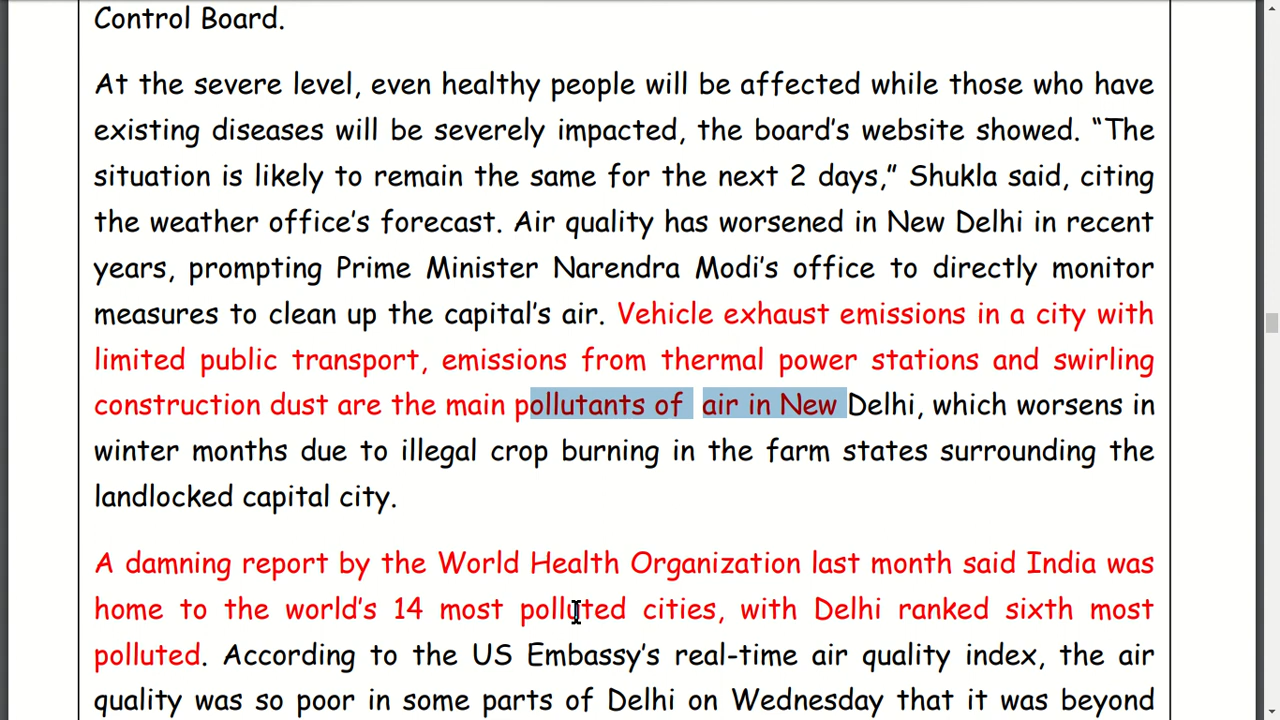 Control Board.
At the severe level, even healthy people will be affected while those who have
existing diseases will be severely impacted, the board’s website showed. “The
situation is likely to remain the same for the next 2 days,” Shukla said, citing
the weather office’s forecast. Air quality has worsened in New Delhi in recent
years, prompting Prime Minister Narendra Modi’s office to directly monitor
measures to clean up the capital’s air. Vehicle exhaust emissions in a city with
limited public transport, emissions from thermal power stations and swirling
construction dust are the main pollutants of air in New Delhi, which worsens in
winter months due to illegal crop burning in the farm states surrounding the
landlocked capital city.
A damning report by the World Health Organization last month said India was
home to the world’s 14 most polluted cities, with Delhi ranked sixth most
polluted. According to the US Embassy’s real-time air quality index, the air
quality was so poor in some parts of Delhi on Wednesday that it was beyond